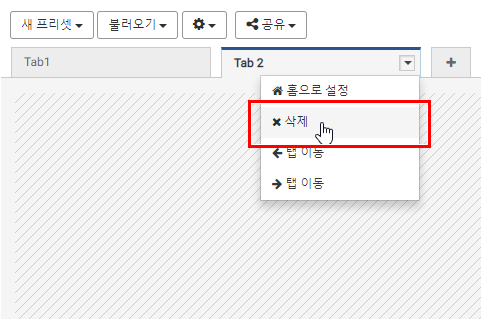 새 프리셋 불러오기 공유
Tab1 Tab 2
홈으로 설정
삭제
탭 이동
탭 이동